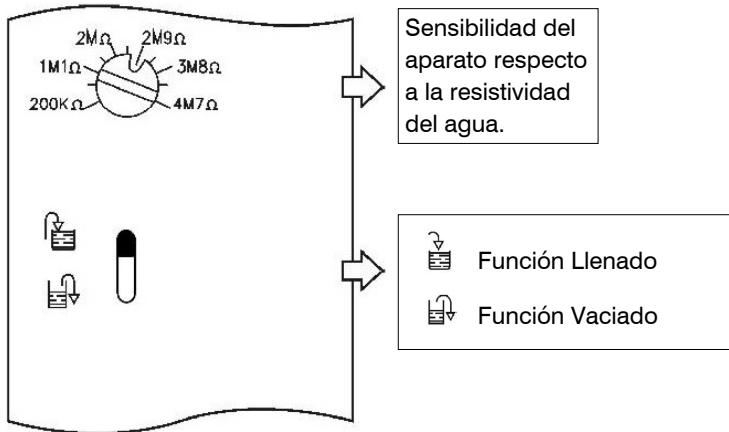 2MΩ
2M9Ω
1M1Ω
3M8Ω
200KΩ
4M7Ω
Sensibilidad del
aparato respecto
a la resistividad
del agua.
Función Llenado
Función Vaciado